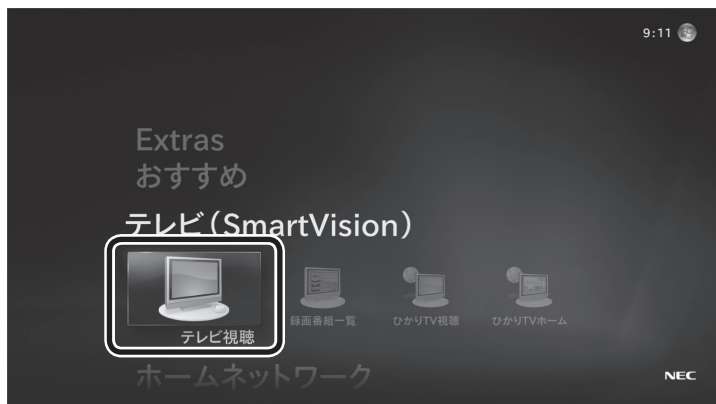 9:11
Extras
おすすめ
テレビ（SmartVision）
テレビ視聴
録画番組一覧
ひかりTV視聴
ひかりTVホーム
ホームネットワーク
NEC